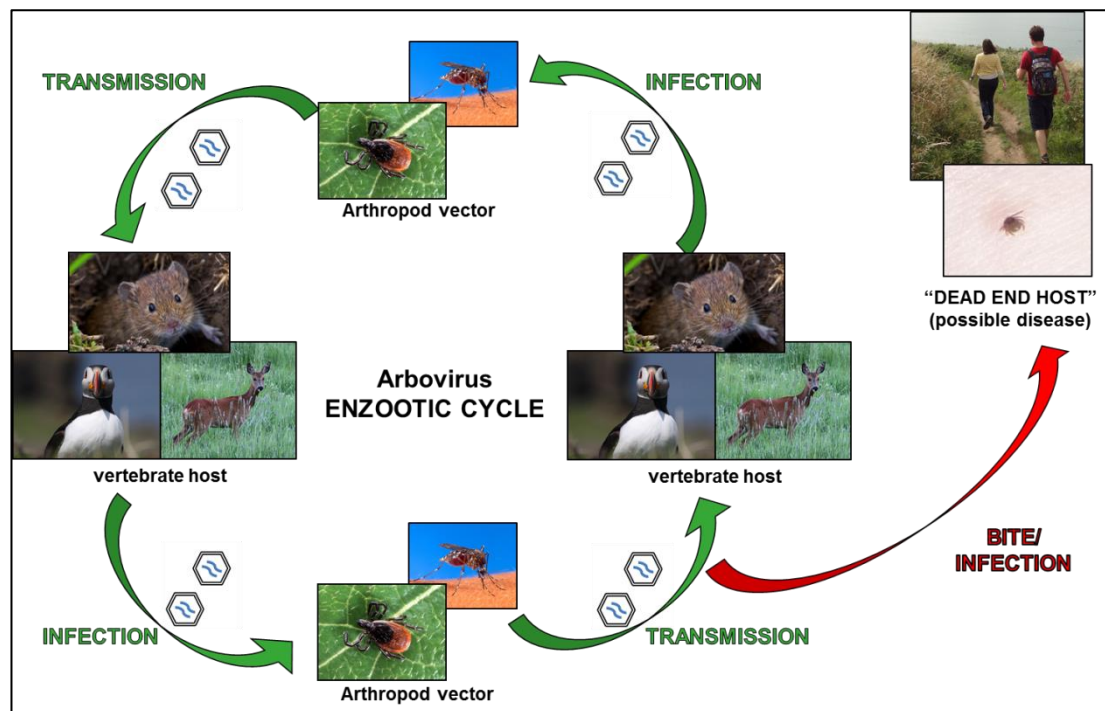 TRANSMISSION
INFECTION
Arthropod vector
"DEAD END HOST"
(possible disease)
Arbovirus
ENZOOTIC CYCLE
vertebrate host
vertebrate host
BITE/
INFECTION
INFECTION
TRANSMISSION
Arthropod vector